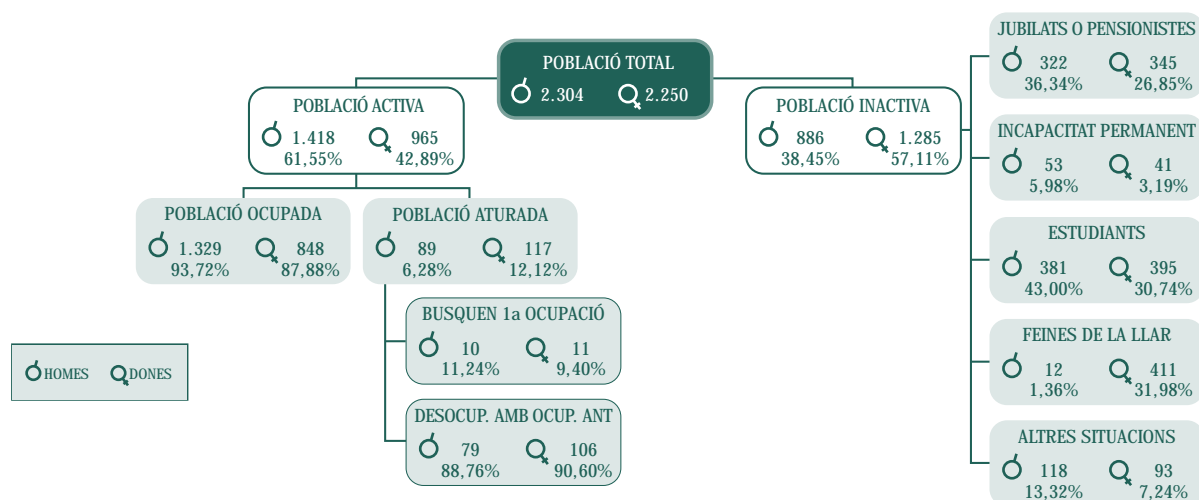 POBLACIÓ TOTAL
2.304 2.250
POBLACIÓ ACTIVA
1.418 965
61,55% 42,89%
POBLACIÓ INACTIVA
886 1.285
38,45% 57,11%
POBLACIÓ OCUPADA
1.329 848
93,72% 87,88%
POBLACIÓ ATURADA
89 117
6,28% 12,12%
BUSQUEN 1a OCUPACIÓ
10 11
11,24% 9,40%
DESOCUP. AMB OCUP. ANT
79 106
88,76% 90,60%
JUBILATS O PENSIONISTES
322 345
36,34% 26,85%
INCAPACITAT PERMANENT
53 41
5,98% 3,19%
ESTUDIANTS
381 395
43,00% 30,74%
FEINES DE LA LLAR
12 411
1,36% 31,98%
ALTRES SITUACIONS
118 93
13,32% 7,24%
HOMES DONES